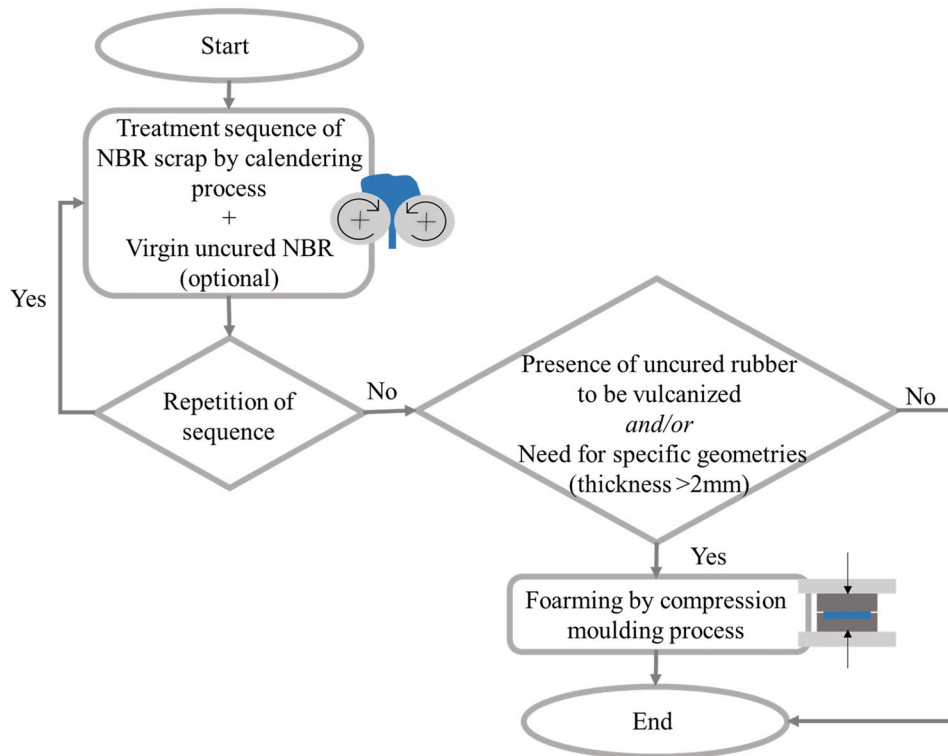 Start
Treatment sequence of
NBR scrap by calendering
process
+
Virgin uncured NBR
(optional)
Yes
Repetition of
sequence
No
Presence of uncured rubber
to be vulcanized
and/or
Need for specific geometries
(thickness >2mm)
No
Yes
Foarming by compression
moulding process
End